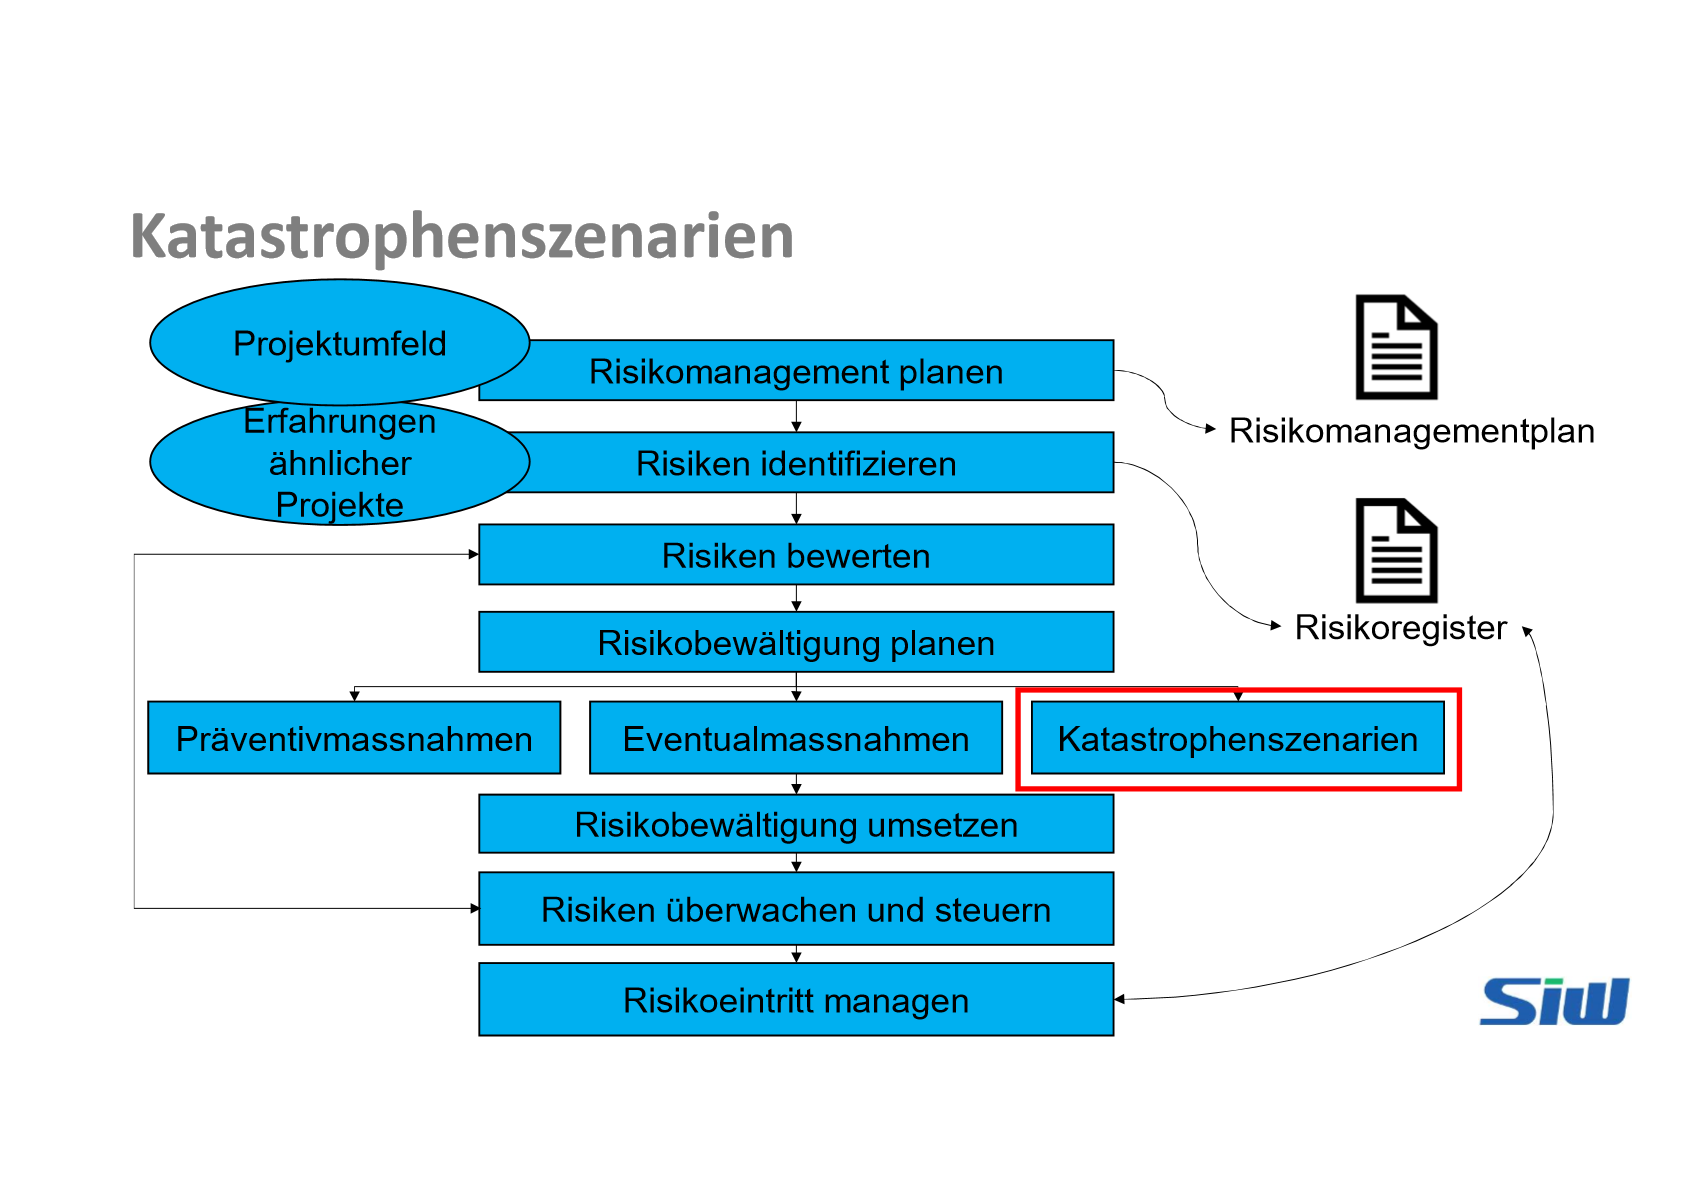 Katastrophenszenarien
Projektumfeld
Risikomanagement planen
Risikomanagementplan
Erfahrungen
ähnlicher
Projekte
Risiken identifizieren
Risiken bewerten
Risikoregister
Risikobewältigung planen
Präventivmassnahmen
Eventualmassnahmen
Katastrophenszenarien
Risikobewältigung umsetzen
Risiken überwachen und steuern
Risikoeintritt managen
Siw